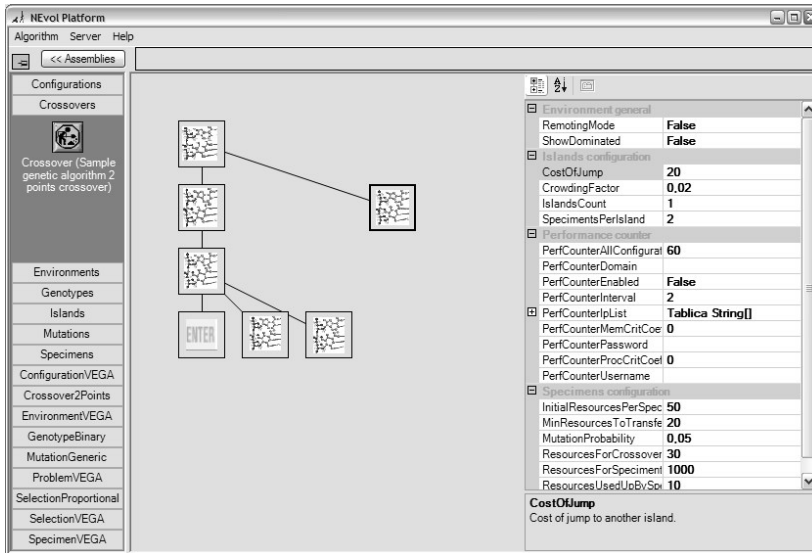 NEvol Platform
Algorithm Server Help
<< Assemblies
Configurations
Crossovers
Crossover (Sample
genetic algorithm 2
points crossover)
Environments
Genotypes
Islands
Mutations
Specimens
ConfigurationVEGA
Crossover2Points
EnvironmentVEGA
GenotypeBinary
MutationGeneric
ProblemVEGA
SelectionProportional
SelectionVEGA
SpecimenVEGA
ENTER
Environment general
RemotingMode False
ShowDominated False
Islands configuration
CostOfJump 20
CrowdingFactor 0,02
IslandsCount 1
SpecimentsPerIsland 2
Performance counter
PerfCounterAllConfigurat 60
PerfCounterDomain
PerfCounterEnabled False
PerfCounterInterval 2
PerfCounterIpList Tablica String[]
PerfCounterMemCritCoef 0
PerfCounterPassword
PerfCounterProcCritCoef 0
PerfCounterUsername
Specimens configuration
InitialResourcesPerSpec 50
MinResourcesToTransfe 20
MutationProbability 0,05
ResourcesForCrossover 30
ResourcesForSpeciment 1000
ResourcesUsedUpBySpe 10
CostOfJump
Cost of jump to another island.